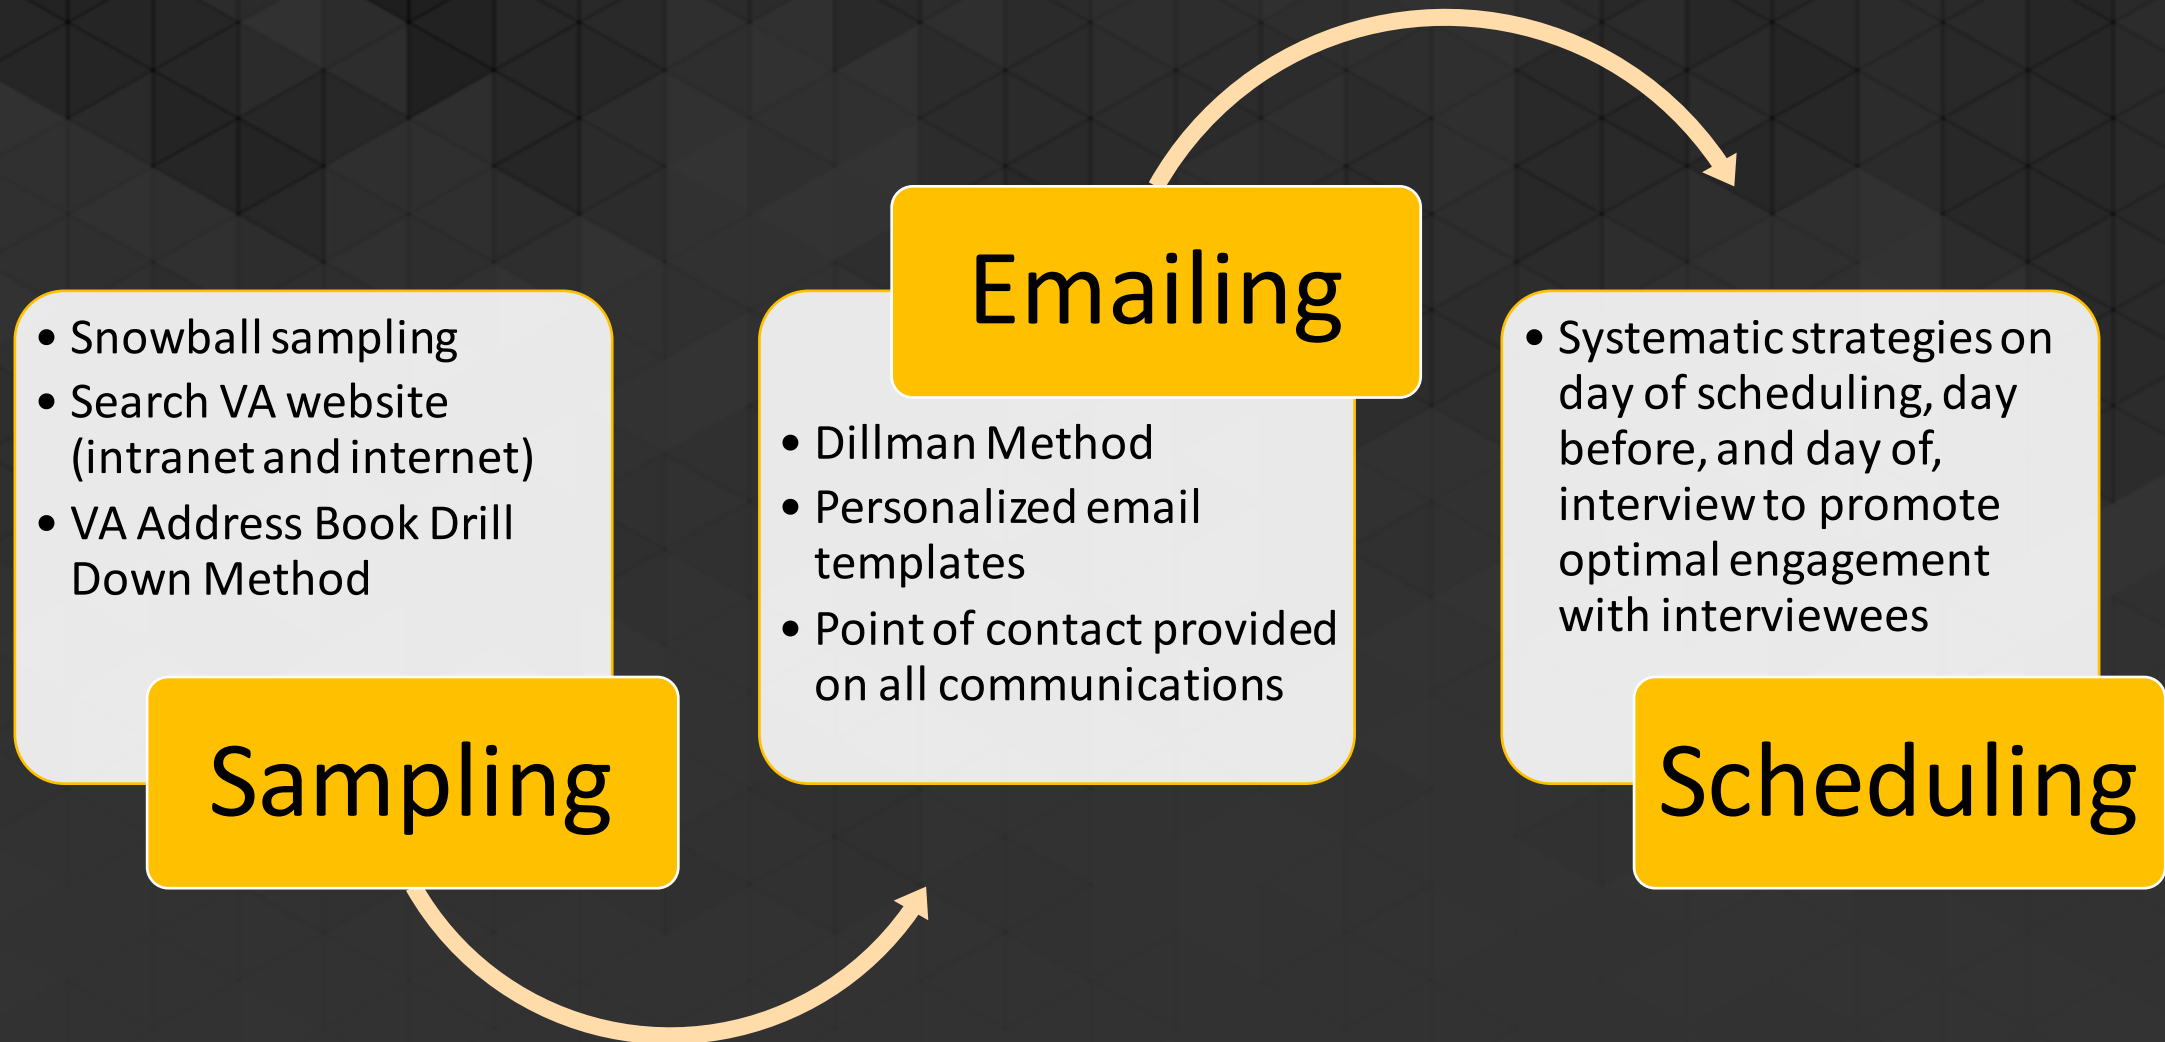 • Snowball sampling
• Search VA website
(intranet and internet)
• VA Address Book Drill
Down Method
Sampling
Emailing
• Dillman Method
• Personalized email
templates
• Point of contact provided
on all communications
• Systematic strategies on
day of scheduling, day
before, and day of,
interview to promote
optimal engagement
with interviewees
Scheduling